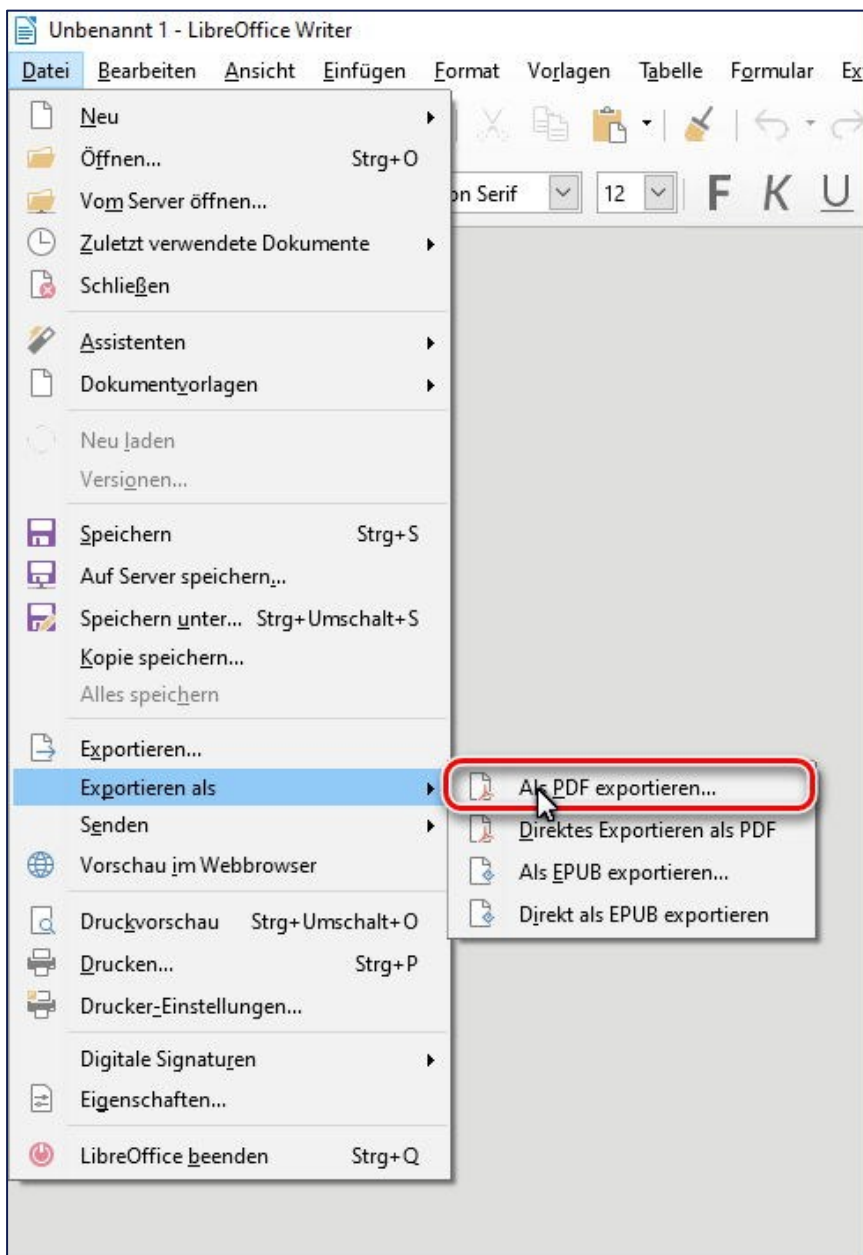 Unbenannt 1 - LibreOffice Writer
Datei Bearbeiten Ansicht Einfügen Format Vorlagen Tabelle Formular Ex
Neu
Öffnen... Strg+O
Vom Server öffnen...
on Serif 12 F K U
Zuletzt verwendete Dokumente
Schließen
Assistenten
Dokumentvorlagen
Neu laden
Versionen...
Speichern Strg+S
Auf Server speichern...
Speichern unter... Strg+Umschalt+S
Kopie speichern...
Alles speichern
Exportieren...
Exportieren als
Als PDF exportieren...
Senden
Direktes Exportieren als PDF
Vorschau im Webbrowser
Als EPUB exportieren...
Druckvorschau Strg+Umschalt+O
Direkt als EPUB exportieren
Drucken... Strg+P
Drucker-Einstellungen...
Digitale Signaturen
Eigenschaften...
LibreOffice beenden Strg+Q